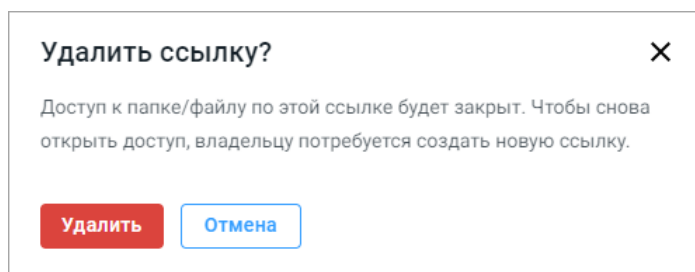 Удалить ссылку?
Доступ к папке/файлу по этой ссылке будет закрыт. Чтобы снова
открыть доступ, владельцу потребуется создать новую ссылку.
Удалить Отмена